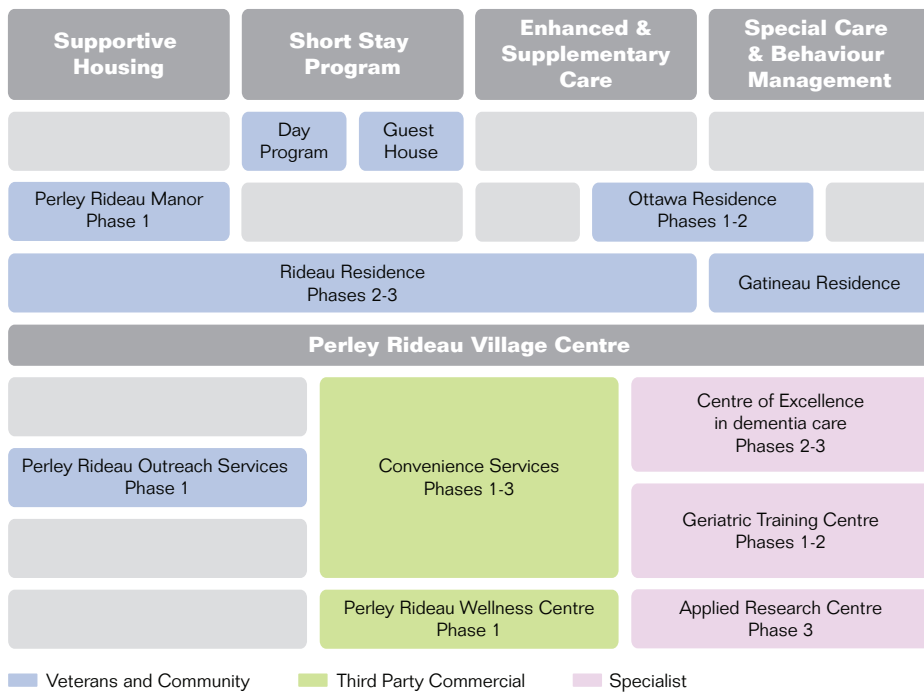 Supportive
Housing
Short Stay
Program
Enhanced &
Supplementary
Care
Special Care
& Behaviour
Management
Day
Program
Guest
House
Perley Rideau Manor
Phase 1
Ottawa Residence
Phases 1-2
Rideau Residence
Phases 2-3
Gatineau Residence
Perley Rideau Village Centre
Perley Rideau Outreach Services
Phase 1
Convenience Services
Phases 1-3
Centre of Excellence
in dementia care
Phases 2-3
Geriatric Training Centre
Phases 1-2
Perley Rideau Wellness Centre
Phase 1
Applied Research Centre
Phase 3
Veterans and Community
Third Party Commercial
Specialist